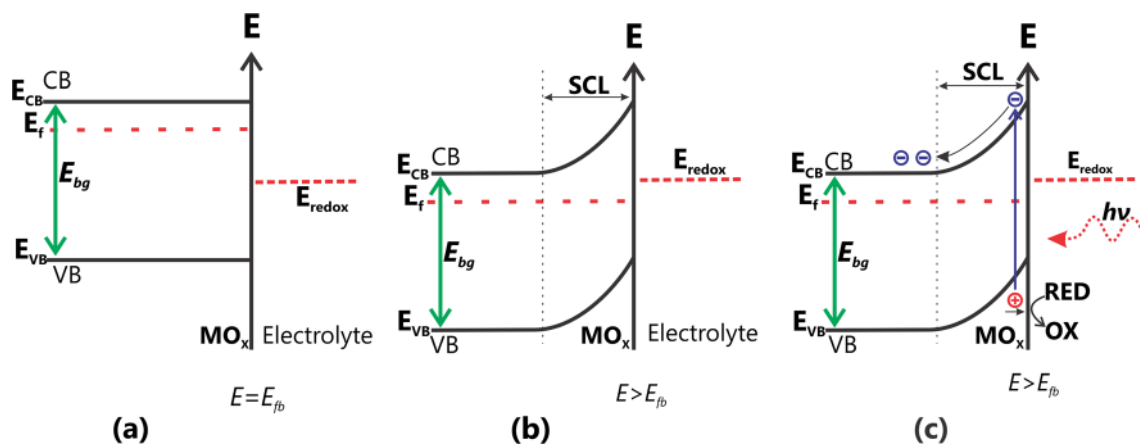 E
CB
E_CB
E_f
E_bg
E_redox
E_VB
VB
MO_x Electrolyte
E=E_fb
(a)
E
SCL
CB
E_CB
E_redox
E_f
E_bg
E_VB
VB
MO_x Electrolyte
E>E_fb
(b)
E
SCL
CB
E_CB
E_redox
E_f
hν
E_bg
RED
OX
E_VB
VB
MO_x
E>E_fb
(c)